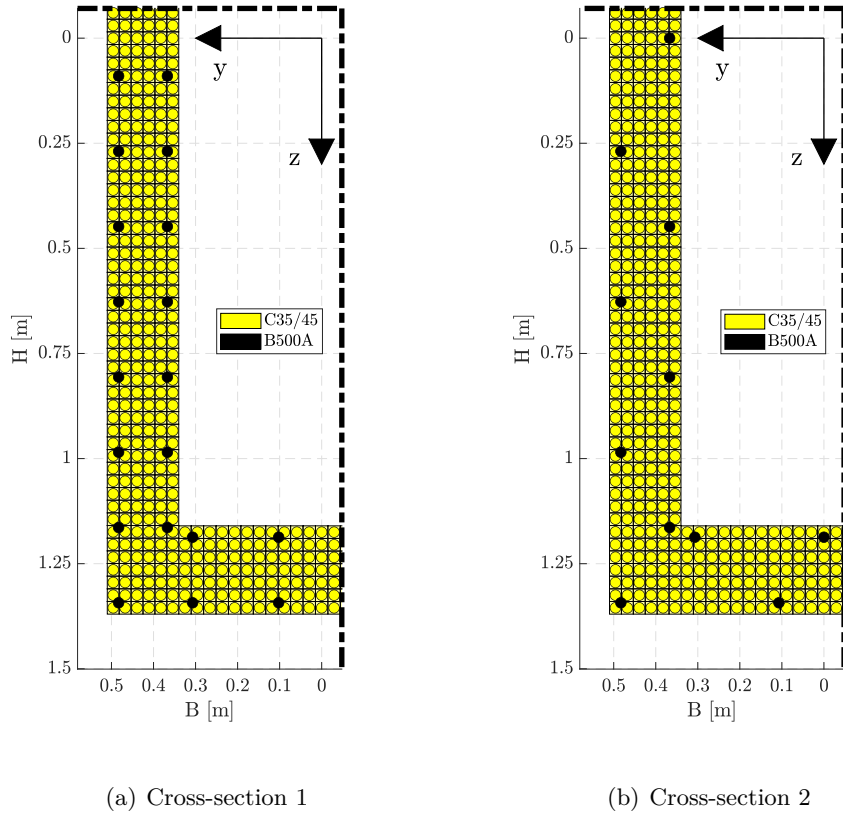 0
0.25
0.5
0.75
1
1.25
1.5
H [m]
0.5 0.4 0.3 0.2 0.1 0
B [m]
y
z
C35/45
B500A
(a) Cross-section 1
0
0.25
0.5
0.75
1
1.25
1.5
H [m]
0.5 0.4 0.3 0.2 0.1 0
B [m]
y
z
C35/45
B500A
(b) Cross-section 2